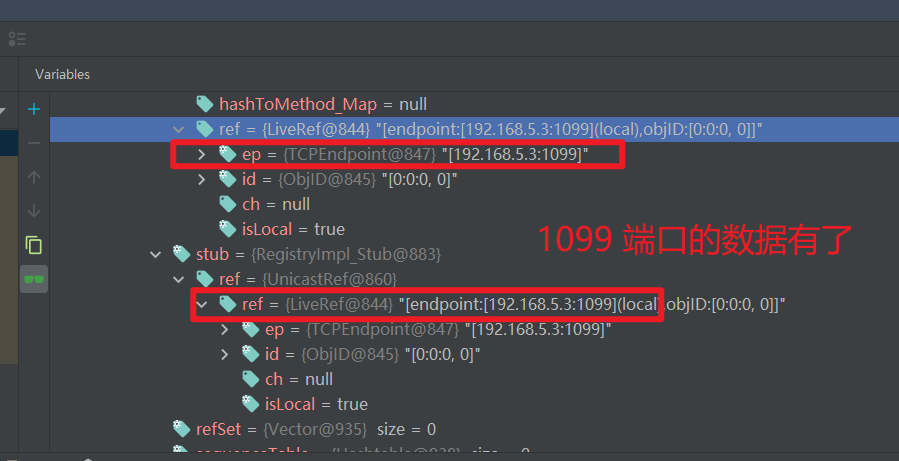 Variables
hashToMethod_Map = null
ref = {LiveRef@844} "[endpoint:[192.168.5.3:1099](local),objID:[0:0:0, 0]]"
ep = {TCPEndpoint@847} "[192.168.5.3:1099]"
id = {ObjID@845} "[0:0:0, 0]"
ch = null
isLocal = true
1099 端口的数据有了
stub = {RegistryImpl_Stub@883}
ref = {UnicastRef@860}
ref = {LiveRef@844} "[endpoint:[192.168.5.3:1099](local),objID:[0:0:0, 0]]"
ep = {TCPEndpoint@847} "[192.168.5.3:1099]"
id = {ObjID@845} "[0:0:0, 0]"
ch = null
isLocal = true
refSet = {Vector@935} size = 0